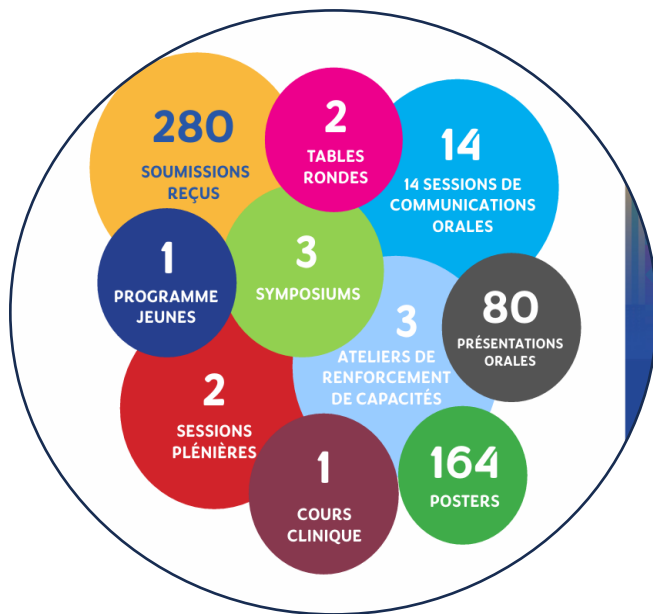 280
SOUMISSIONS
REÇUS
2
TABLES
RONDES
14
14 SESSIONS DE
COMMUNICATIONS
ORALES
1
PROGRAMME
JEUNES
3
SYMPOSIUMS
3
ATELIERS DE
RENFORCEMENT
DE CAPACITÉS
80
PRÉSENTATIONS
ORALES
2
SESSIONS
PLÉNIÈRES
1
COURS
CLINIQUE
164
POSTERS